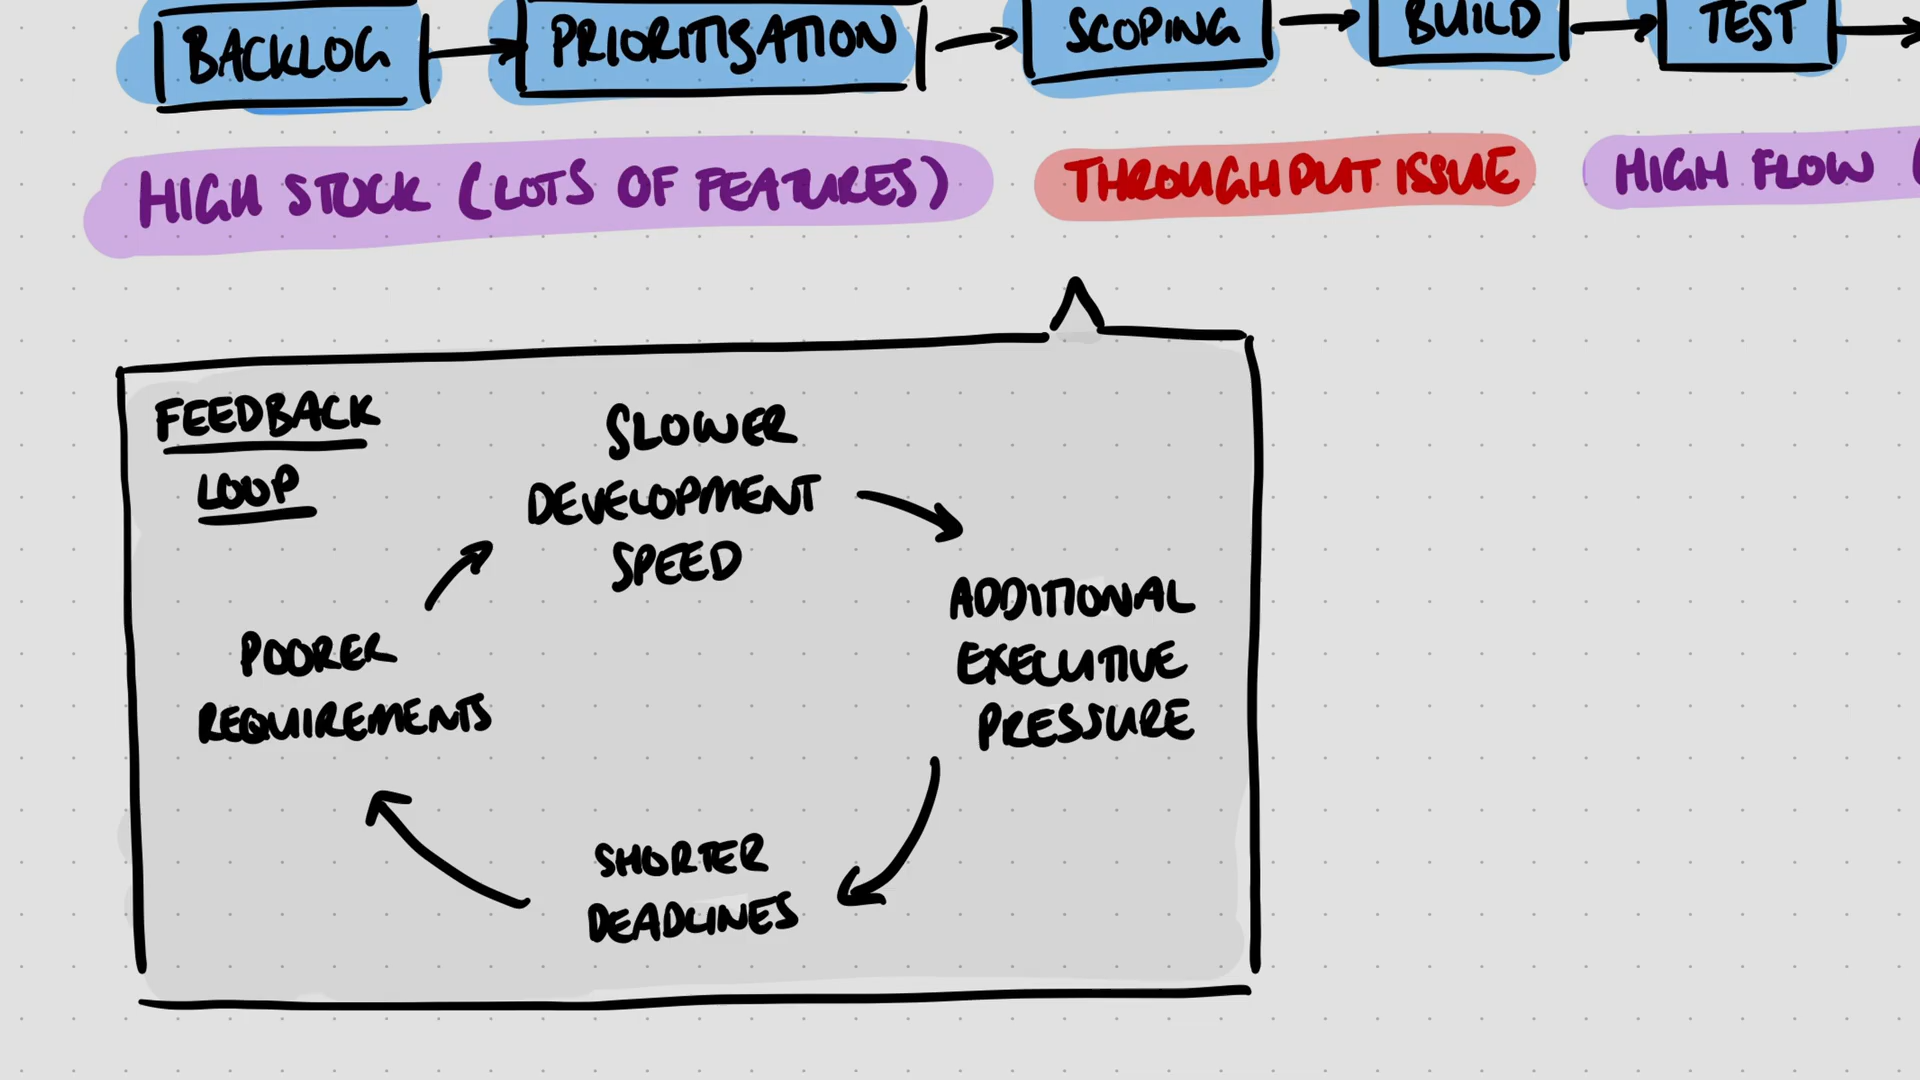 BACKLOG
PRIORITISATION
SCOPING
BUILD
TEST
HIGH STOCK (LOTS OF FEATURES)
THROUGHPUT ISSUE
HIGH FLOW (
FEEDBACK
LOOP
SLOWER
DEVELOPMENT
SPEED
ADDITIONAL
EXECUTIVE
PRESSURE
SHORTER
DEADLINES
POORER
REQUIREMENTS